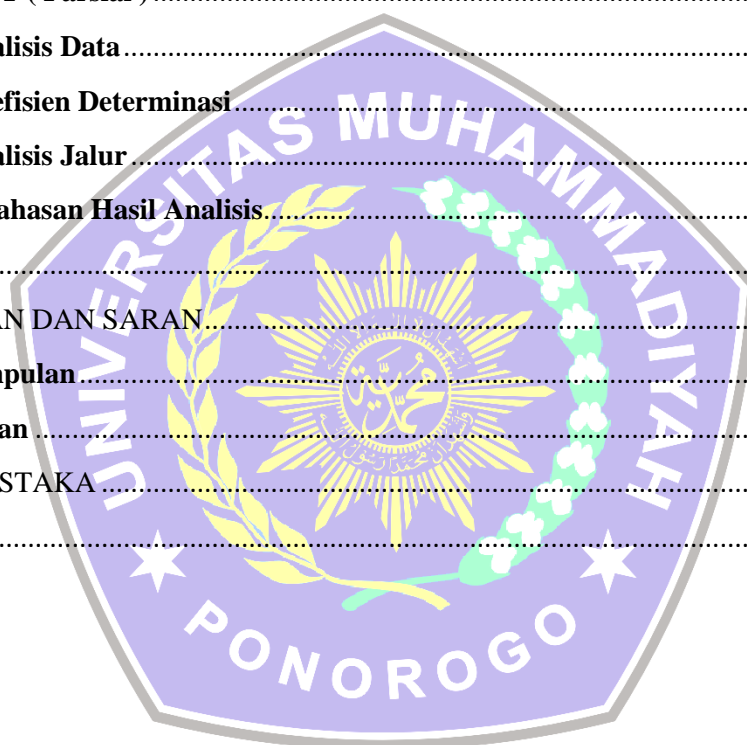 ( Parsial )........................................................................
alisis Data........................................................................
efisien Determinasi........................................................................
alisis Jalur........................................................................
ahasan Hasil Analisis........................................................................
........................................................................
AN DAN SARAN........................................................................
npulan........................................................................
an ........................................................................
STAKA ........................................................................
........................................................................
UNIVERSITAS MUHAMMADIYAH
PONOROGO
محمدية